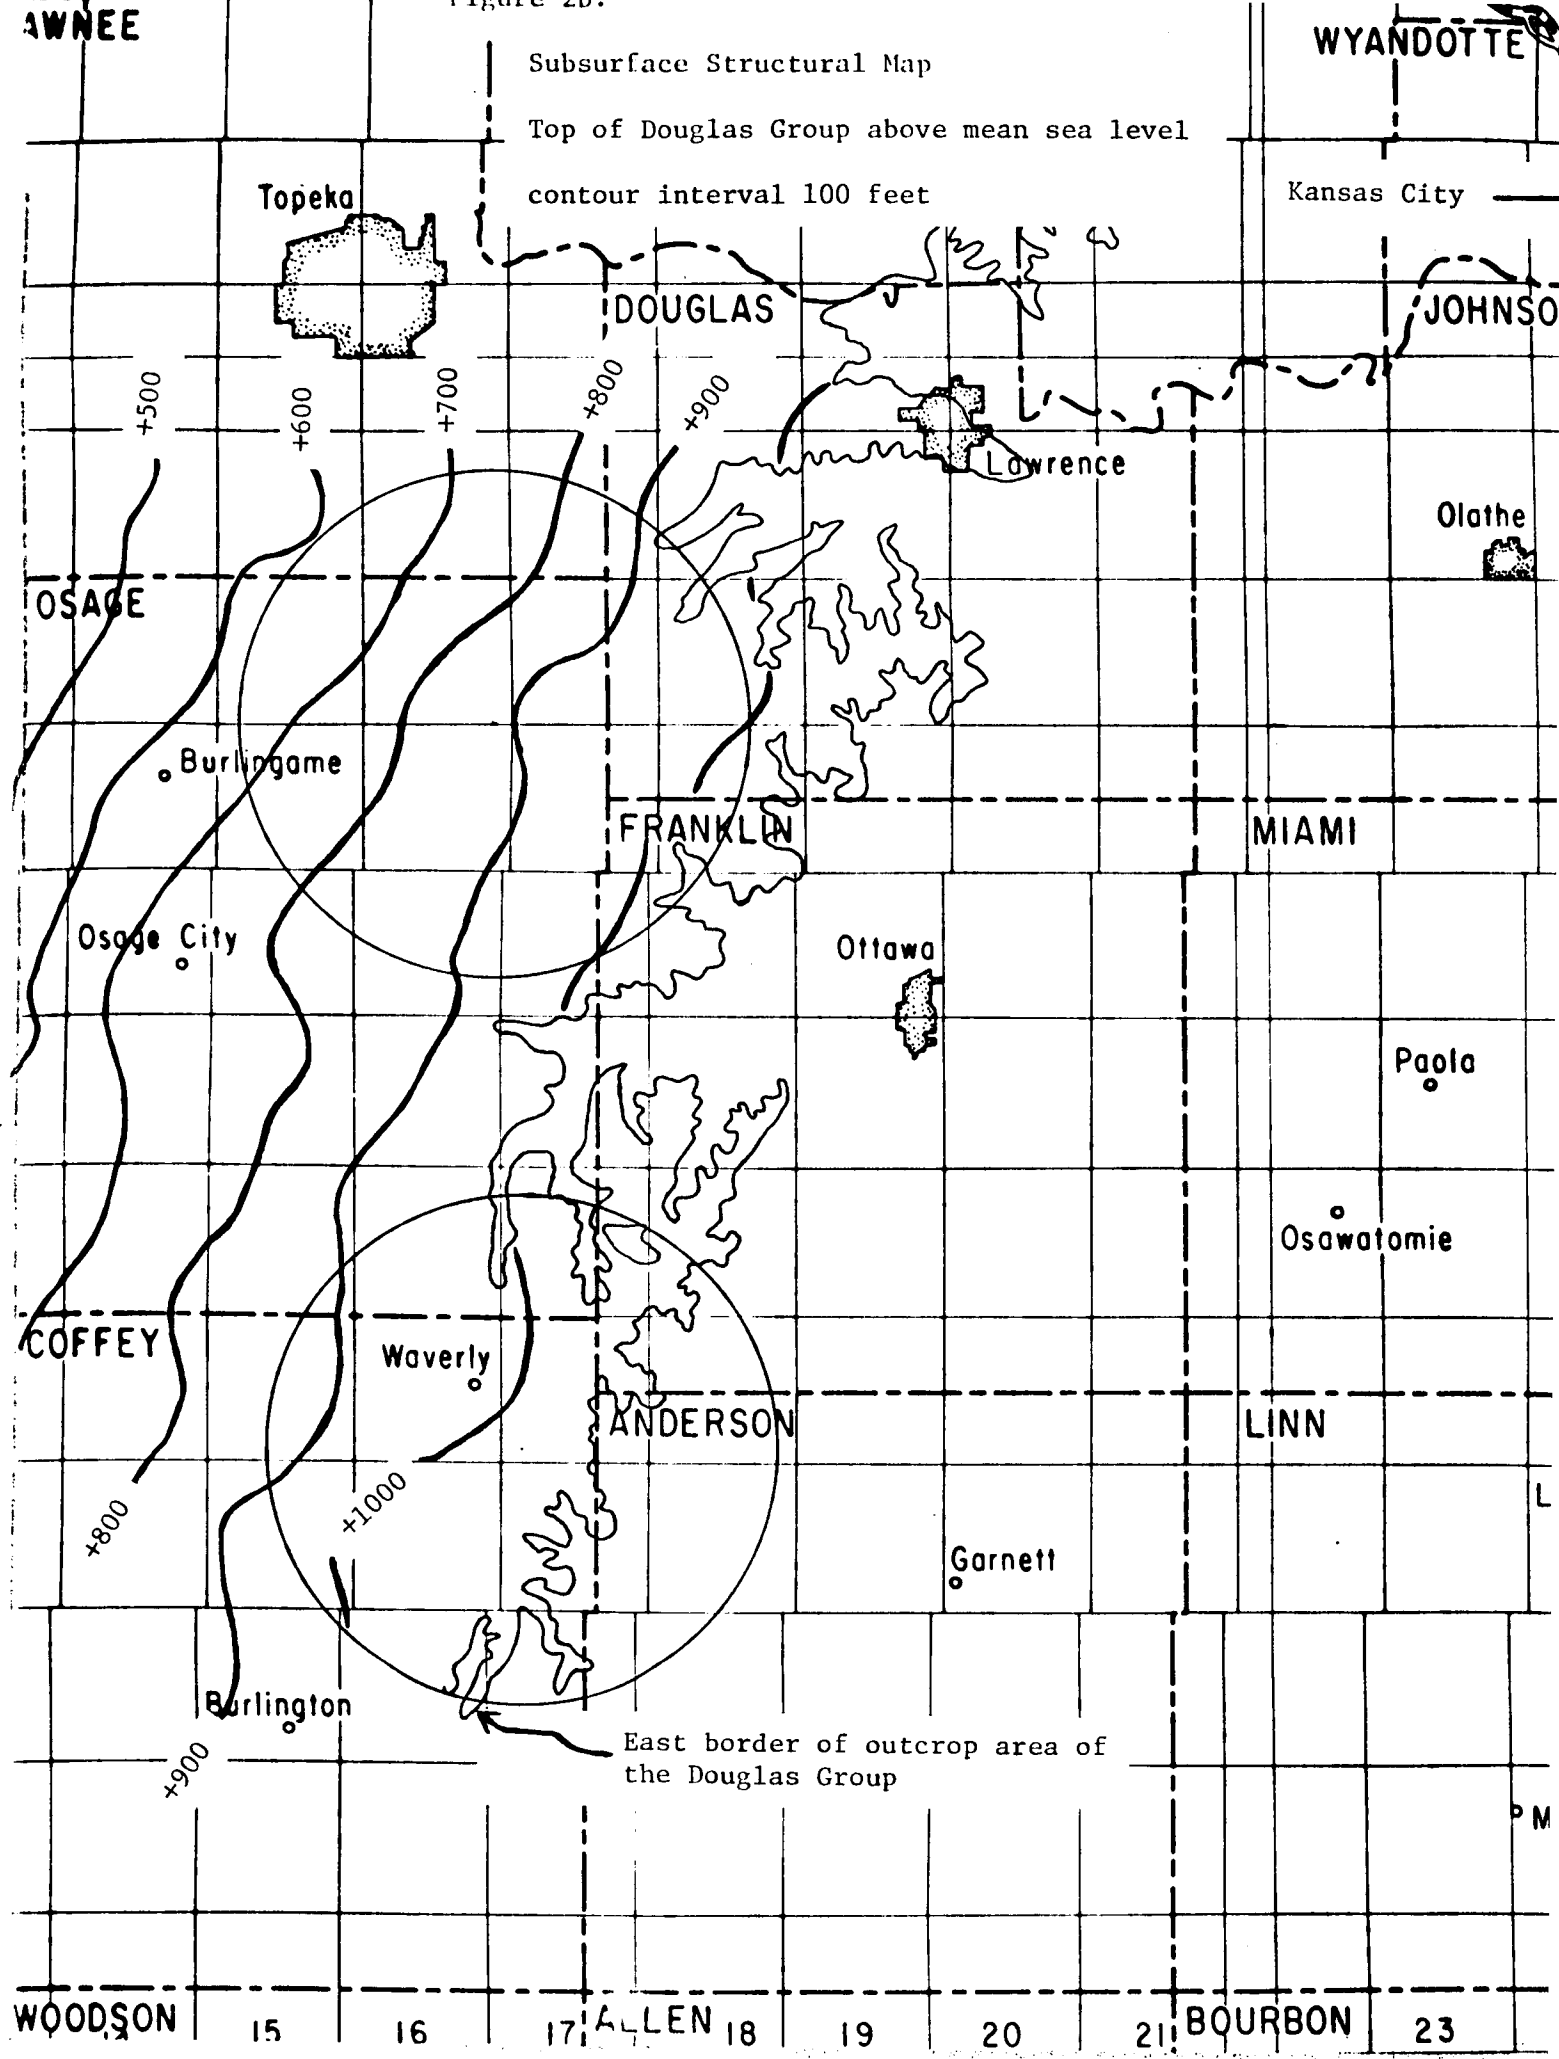 Figure 2b.
AWNEE
WYANDOTTE
Subsurface Structural Map
Top of Douglas Group above mean sea level
contour interval 100 feet
Topeka
Kansas City
DOUGLAS
JOHNSO
+500
+600
+700
+800
+900
Lawrence
Olathe
OSAGE
Burlingame
FRANKLIN
MIAMI
Osage City
Ottawa
Paola
Osawatomie
COFFEY
Waverly
ANDERSON
LINN
L
+800
+1000
Garnett
Burlington
East border of outcrop area of
the Douglas Group
+900
M
WOODSON
ALLEN
BOURBON
15
16
17
18
19
20
21
23